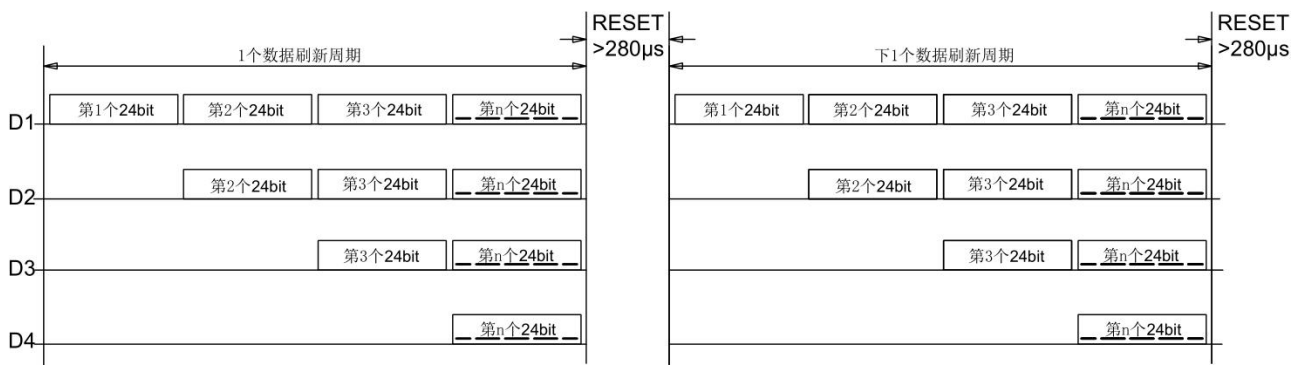 RESET
>280μs
RESET
>280μs
1个数据刷新周期
下1个数据刷新周期
D1
第1个24bit
第2个24bit
第3个24bit
第n个24bit
第1个24bit
第2个24bit
第3个24bit
第n个24bit
D2
第2个24bit
第3个24bit
第n个24bit
第2个24bit
第3个24bit
第n个24bit
D3
第3个24bit
第n个24bit
第3个24bit
第n个24bit
D4
第n个24bit
第n个24bit